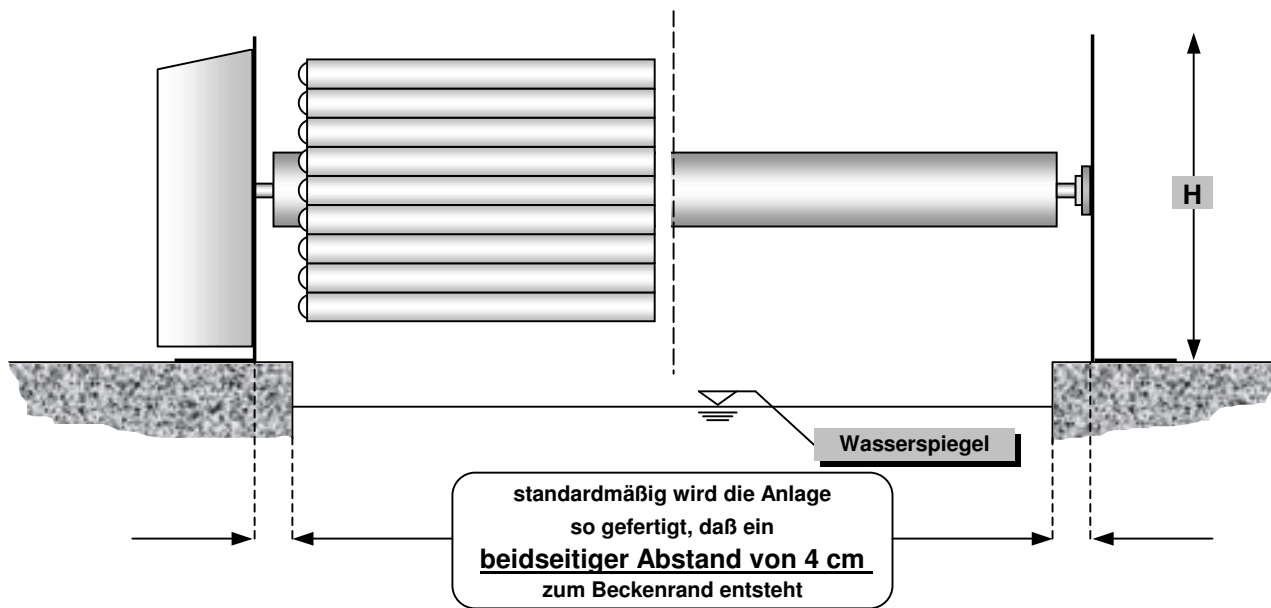 H
Wasserspiegel
standardmäßig wird die Anlage
so gefertigt, daß ein
beidseitiger Abstand von 4 cm
zum Beckenrand entsteht